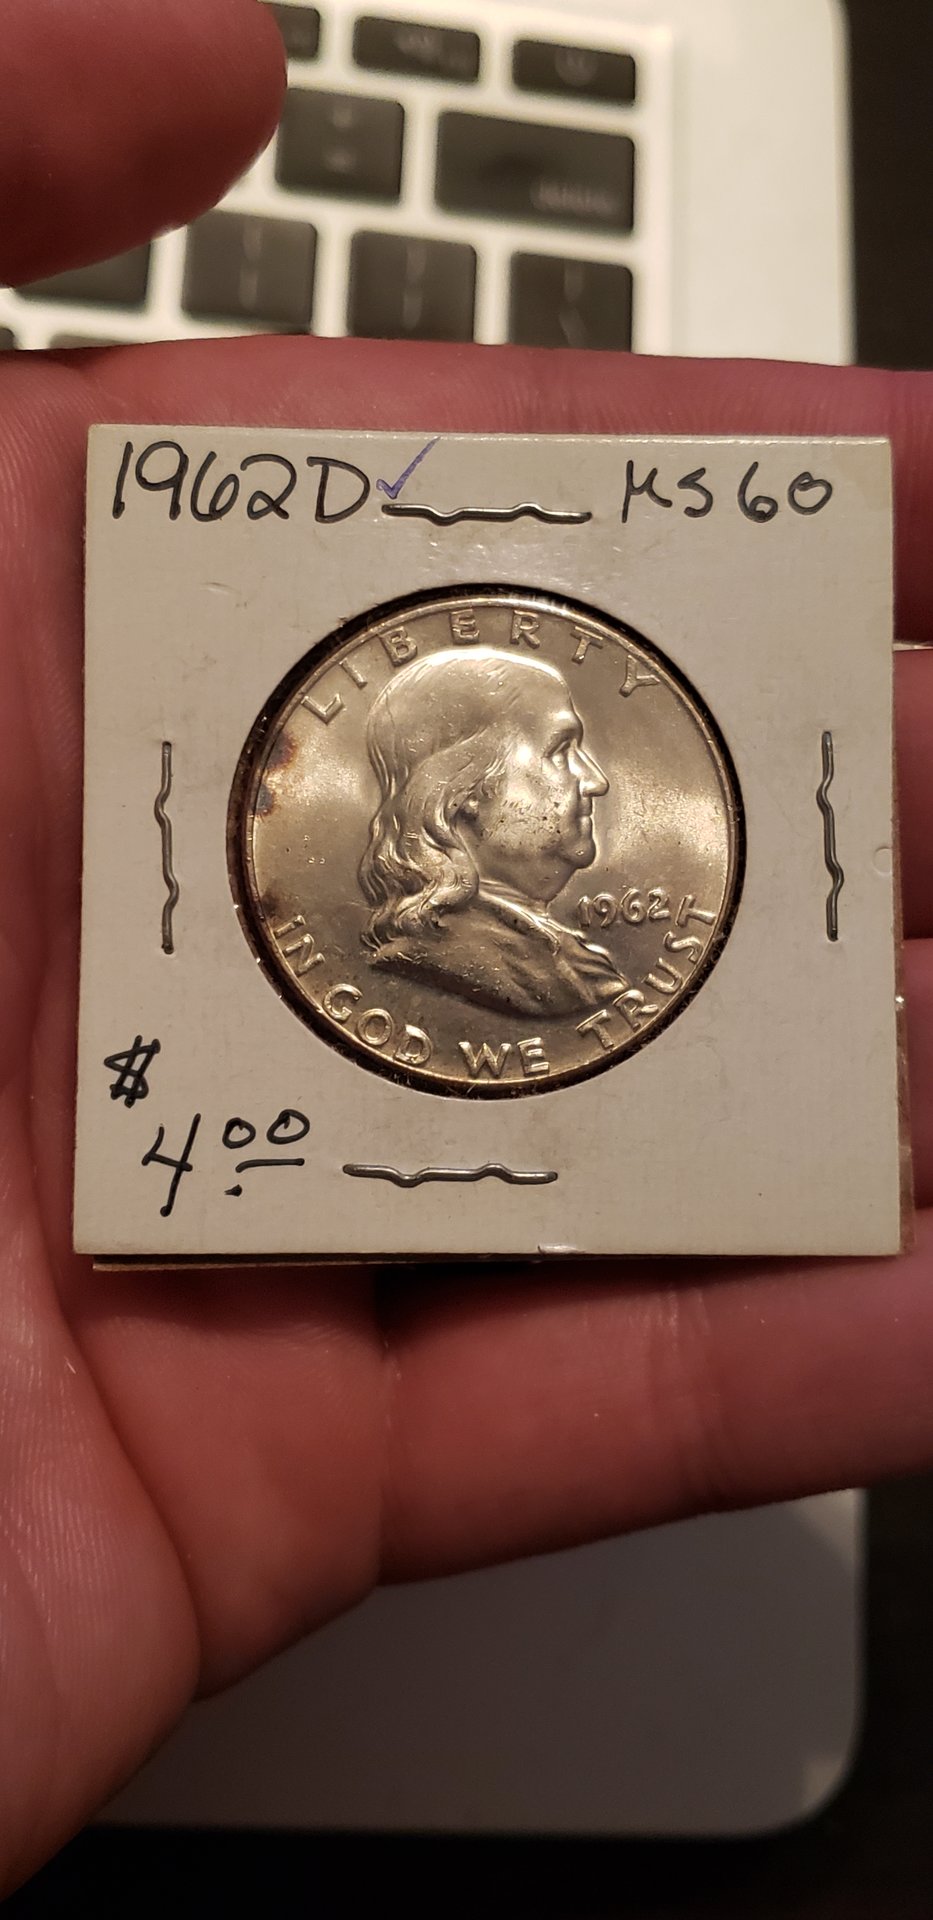 1962D✓ MS60
LIBERTY
1962
IN GOD WE TRUST
$
4.00